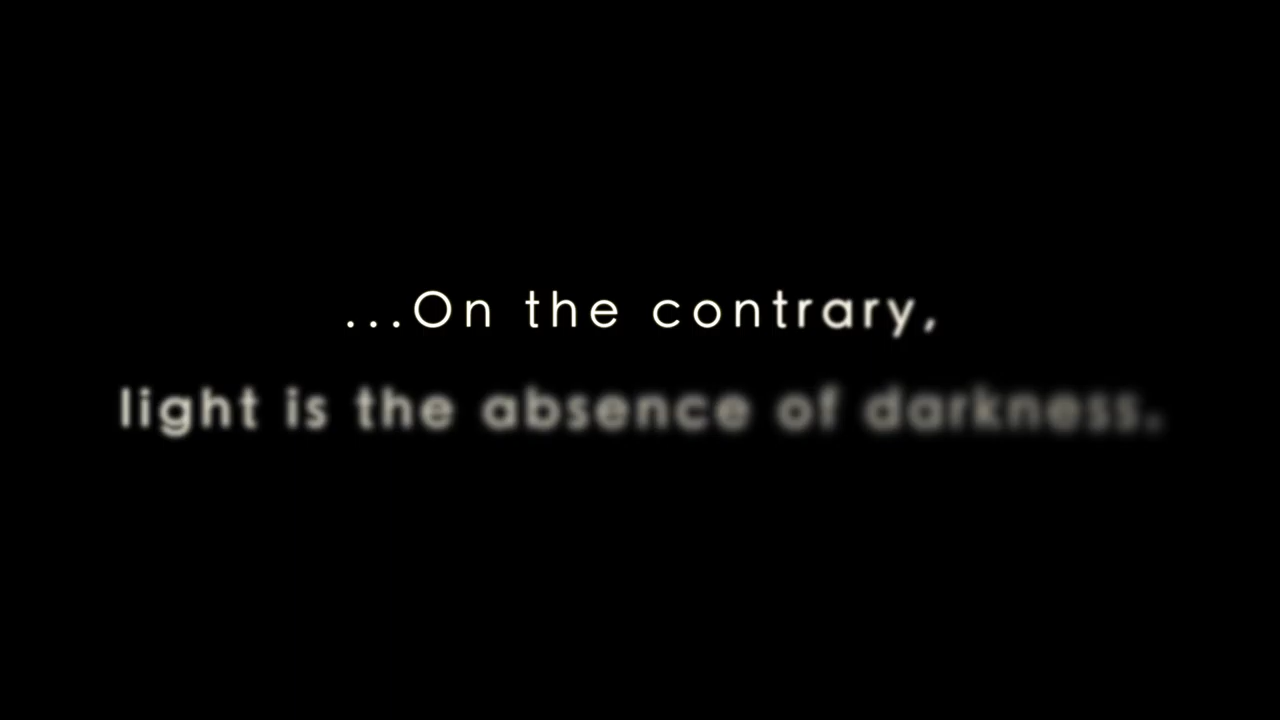 ...On the contrary,
light is the absence of darkness.